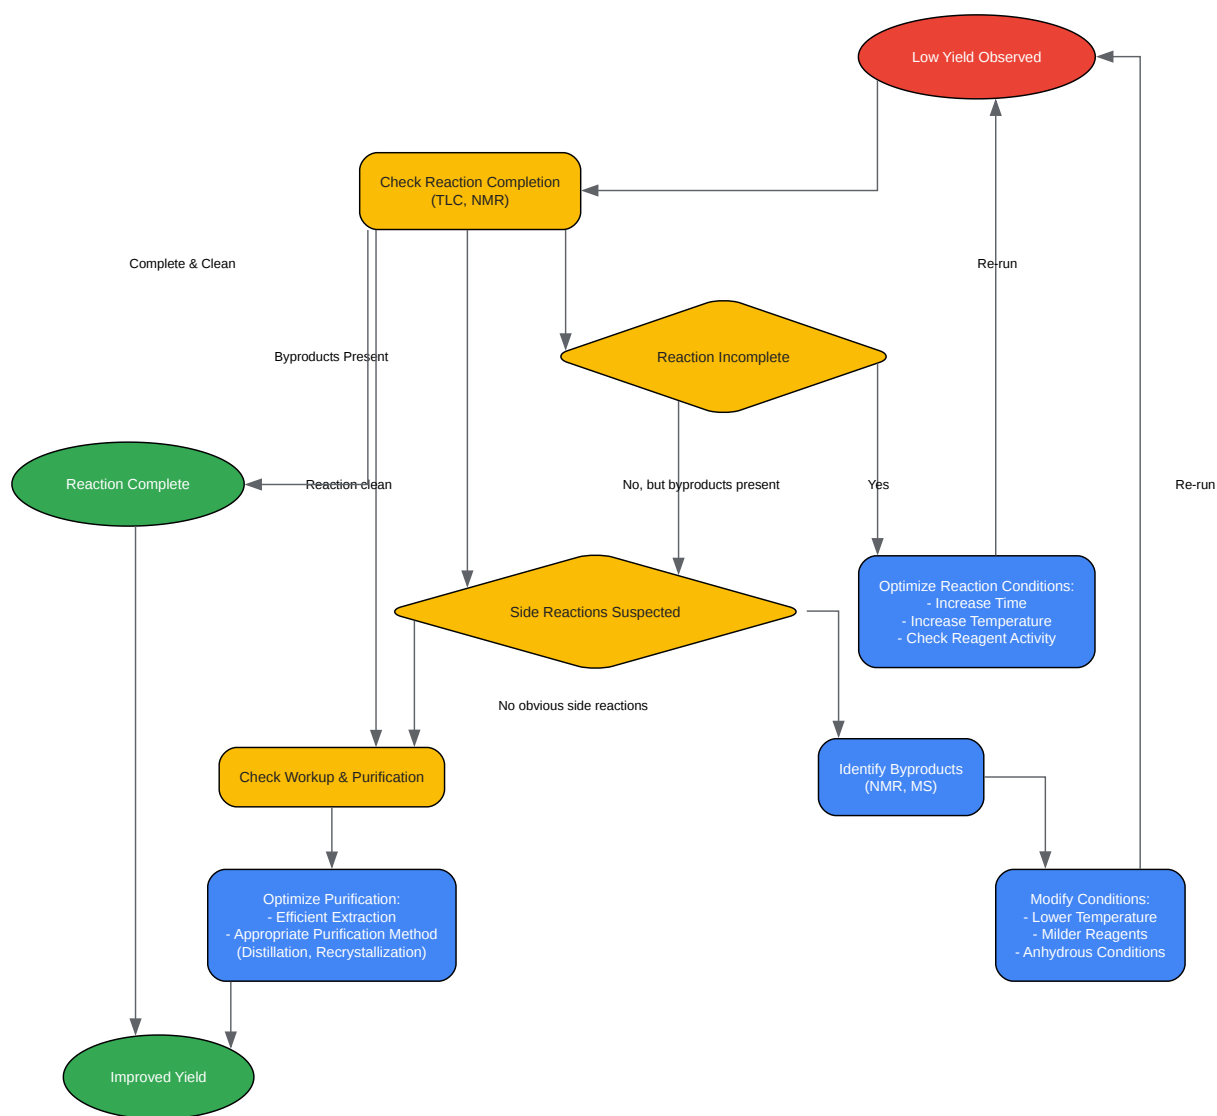 Low Yield Observed
Check Reaction Completion
(TLC, NMR)
Complete & Clean
Re-run
Byproducts Present
Reaction Incomplete
Reaction Complete
Reaction clean
No, but byproducts present
Yes
Re-run
Optimize Reaction Conditions:
- Increase Time
- Increase Temperature
- Check Reagent Activity
Side Reactions Suspected
No obvious side reactions
Check Workup & Purification
Identify Byproducts
(NMR, MS)
Optimize Purification:
- Efficient Extraction
- Appropriate Purification Method
(Distillation, Recrystallization)
Modify Conditions:
- Lower Temperature
- Milder Reagents
- Anhydrous Conditions
Improved Yield